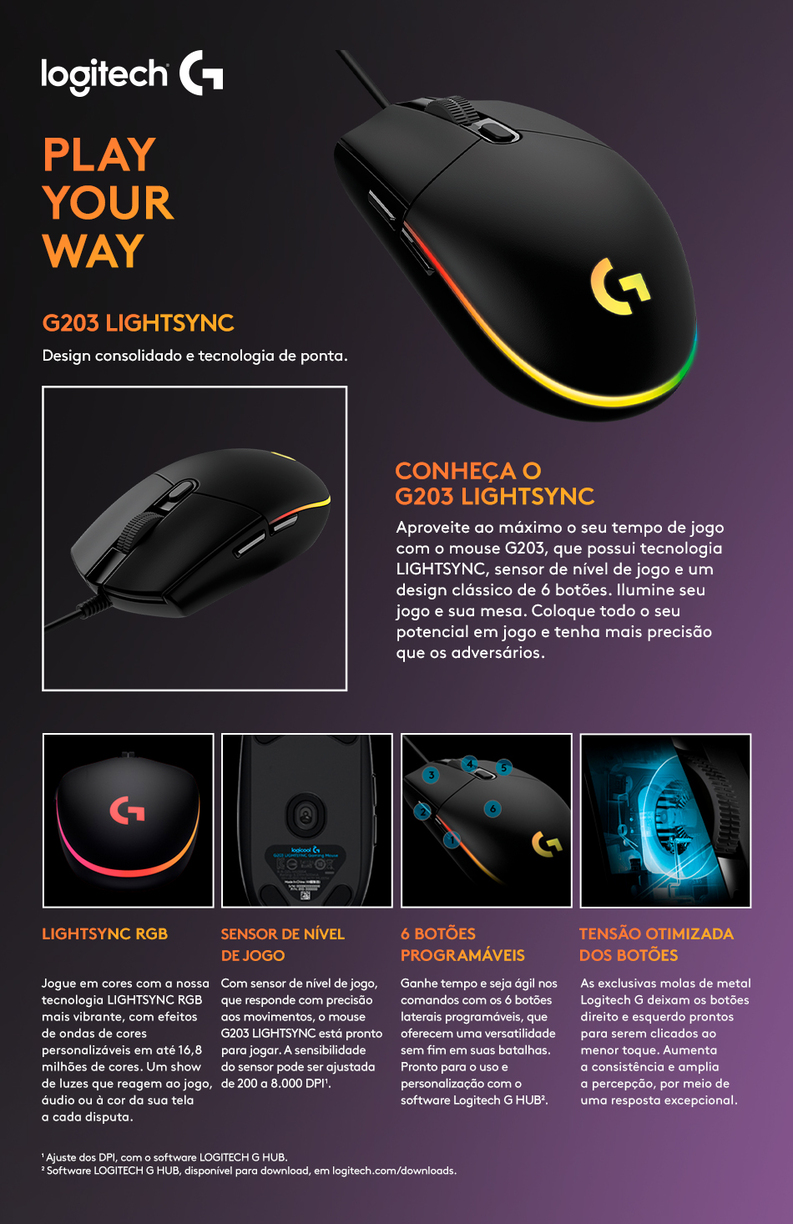 logitech G
PLAY
YOUR
WAY
G203 LIGHTSYNC
Design consolidado e tecnologia de ponta.
CONHEÇA O
G203 LIGHTSYNC
Aproveite ao máximo o seu tempo de jogo
com o mouse G203, que possui tecnologia
LIGHTSYNC, sensor de nível de jogo e um
design clássico de 6 botões. Ilumine seu
jogo e sua mesa. Coloque todo o seu
potencial em jogo e tenha mais precisão
que os adversários.
logicool G
G203 LIGHTSYNC Gaming Mouse
1
2
3
4
5
6
LIGHTSYNC RGB
Jogue em cores com a nossa
tecnologia LIGHTSYNC RGB
mais vibrante, com efeitos
de ondas de cores
personalizáveis em até 16,8
milhões de cores. Um show
de luzes que reagem ao jogo,
áudio ou à cor da sua tela
a cada disputa.
SENSOR DE NÍVEL
DE JOGO
Com sensor de nível de jogo,
que responde com precisão
aos movimentos, o mouse
G203 LIGHTSYNC está pronto
para jogar. A sensibilidade
do sensor pode ser ajustada
de 200 a 8.000 DPI¹.
6 BOTÕES
PROGRAMÁVEIS
Ganhe tempo e seja ágil nos
comandos com os 6 botões
laterais programáveis, que
oferecem uma versatilidade
sem fim em suas batalhas.
Pronto para o uso e
personalização com o
software Logitech G HUB².
TENSÃO OTIMIZADA
DOS BOTÕES
As exclusivas molas de metal
Logitech G deixam os botões
direito e esquerdo prontos
para serem clicados ao
menor toque. Aumenta
a consistência e amplia
a percepção, por meio de
uma resposta excepcional.
¹ Ajuste dos DPI, com o software LOGITECH G HUB.
² Software LOGITECH G HUB, disponível para download, em logitech.com/downloads.